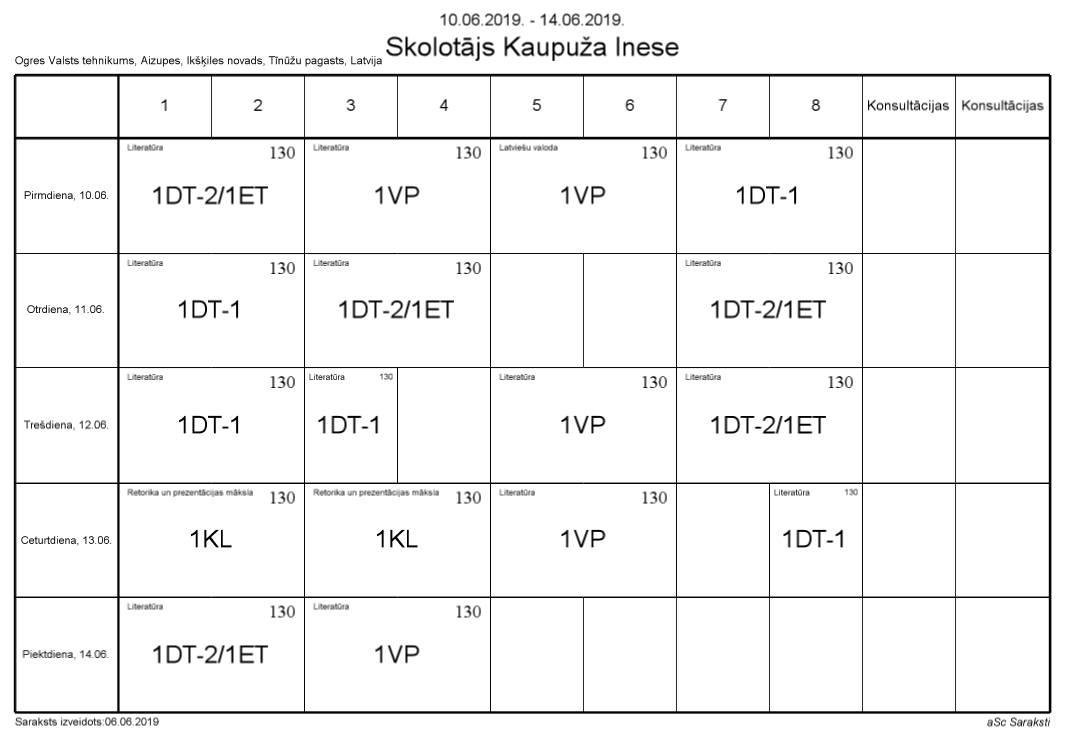 10.06.2019. - 14.06.2019.
Skolotājs Kaupuža Inese
Ogres Valsts tehnikums, Aizupes, Ikšķiles novads, Tīnūžu pagasts, Latvija
1 2 3 4 5 6 7 8 Konsultācijas Konsultācijas
Literatūra 130 Literatūra 130 Latviešu valoda 130 Literatūra 130
Pirmdiena, 10.06. 1DT-2/1ET 1VP 1VP 1DT-1
Literatūra 130 Literatūra 130 Literatūra 130
Otrdiena, 11.06. 1DT-1 1DT-2/1ET 1DT-2/1ET
Literatūra 130 Literatūra 130 Literatūra 130 Literatūra 130
Trešdiena, 12.06. 1DT-1 1DT-1 1VP 1DT-2/1ET
Retorika un prezentācijas māksla 130 Retorika un prezentācijas māksla 130 Literatūra 130 Literatūra 130
Ceturtdiena, 13.06. 1KL 1KL 1VP 1DT-1
Literatūra 130 Literatūra 130
Piektdiena, 14.06. 1DT-2/1ET 1VP
Saraksts izveidots:06.06.2019 aSc Saraksti